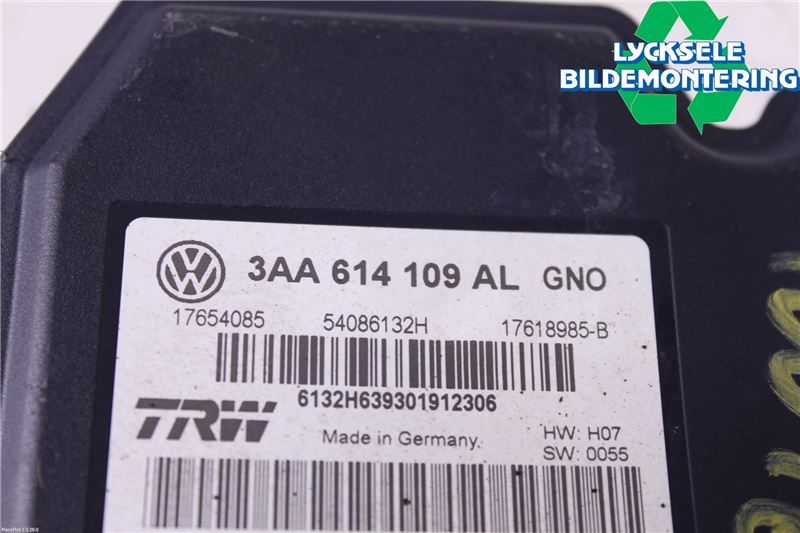 LYCKSELE
BILDEMONTERING
3AA 614 109 AL GNO
17654085 54086132H 17618985-B
6132H639301912306
TRW
Made in Germany
HW: H07
SW: 0055